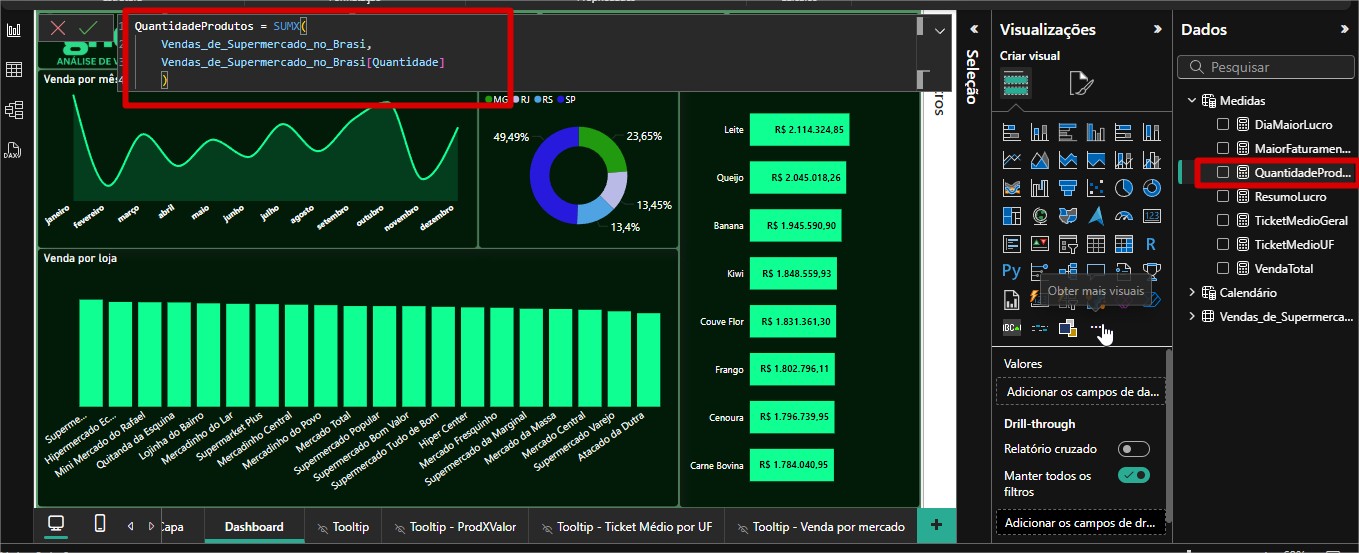 QuantidadeProdutos = SUMX(
Vendas_de_Supermercado_no_Brasi,
Vendas_de_Supermercado_no_Brasi[Quantidade]
)
ANÁLISE DE V
Venda por mês
janeiro
fevereiro
março
abril
maio
junho
julho
agosto
setembro
outubro
novembro
dezembro
MG RJ RS SP
49,49%
23,65%
13,45%
13,4%
Venda por loja
Superme...
Hipermercado Ec...
Mini Mercado do Rafael
Quitanda da Esquina
Lojinha do Bairro
Mercadinho do Lar
Supermarket Plus
Mercadinho Central
Mercadinho do Povo
Mercado Total
Supermercado Popular
Supermercado Bom Valor
Supermercado Tudo de Bom
Hiper Center
Mercado Fresquinho
Supermercado da Marginal
Mercado da Massa
Mercado Central
Supermercado Varejo
Atacado da Dutra
Leite R$ 2.114.324,85
Queijo R$ 2.045.018,26
Banana R$ 1.945.590,90
Kiwi R$ 1.848.559,93
Couve Flor R$ 1.831.361,30
Frango R$ 1.802.796,11
Cenoura R$ 1.796.739,95
Carne Bovina R$ 1.784.040,95
Capa
Dashboard
Tooltip
Tooltip - ProdXValor
Tooltip - Ticket Médio por UF
Tooltip - Venda por mercado
+
Seleção
Visualizações
Criar visual
123
R
Py
Obter mais visuais
Valores
Adicionar os campos de da...
Drill-through
Relatório cruzado
Manter todos os
filtros
Adicionar os campos de dr...
Dados
Pesquisar
Medidas
DiaMaiorLucro
MaiorFaturamen...
QuantidadeProd...
ResumoLucro
TicketMedioGeral
TicketMedioUF
VendaTotal
Calendário
Vendas_de_Supermerca...